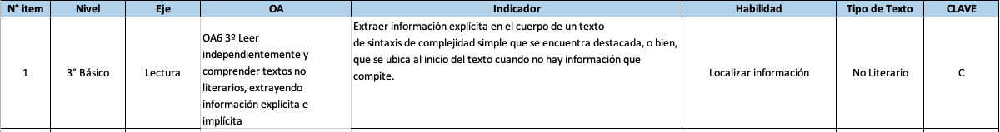 N° item Nivel Eje OA Indicador Habilidad Tipo de Texto CLAVE
1 3° Básico Lectura
OA6 3º Leer
independientemente y
comprender textos no
literarios, extrayendo
información explícita e
implícita
Extraer información explícita en el cuerpo de un texto
de sintaxis de complejidad simple que se encuentra destacada, o bien,
que se ubica al inicio del texto cuando no hay información que
compite.
Localizar información No Literario C